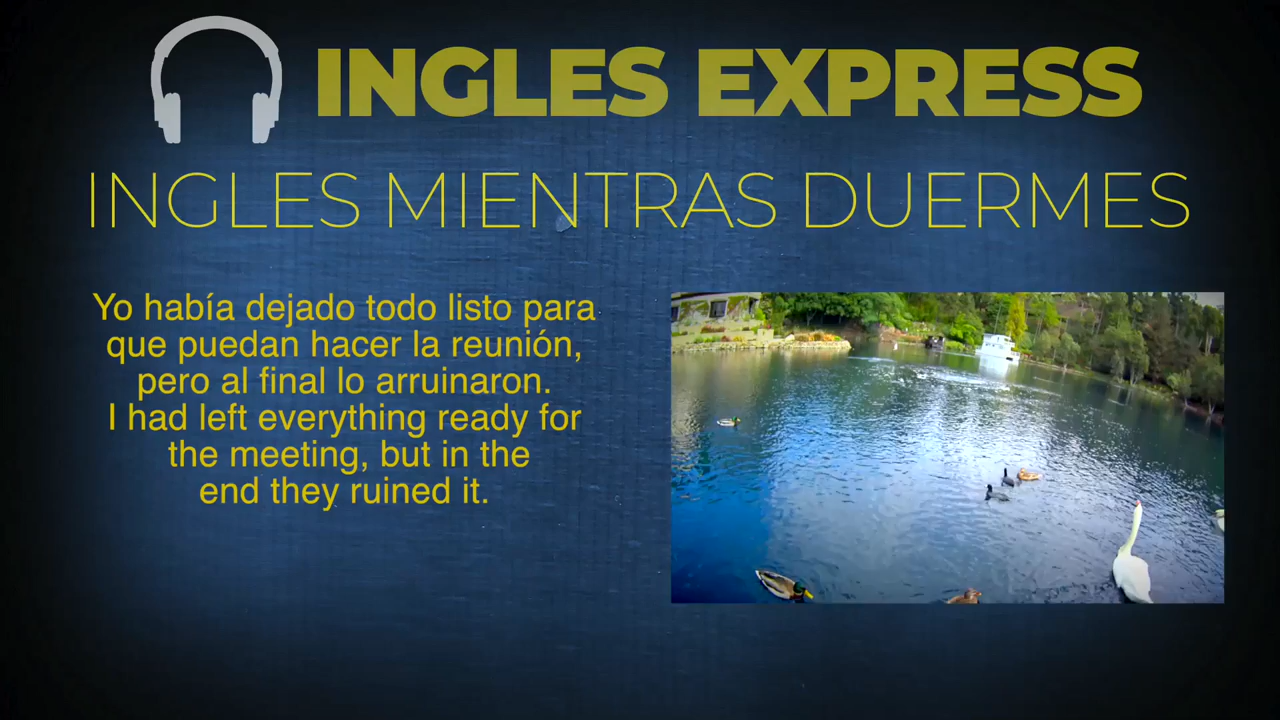 INGLES EXPRESS
INGLES MIENTRAS DUERMES
Yo había dejado todo listo para
que puedan hacer la reunión,
pero al final lo arruinaron.
I had left everything ready for
the meeting, but in the
end they ruined it.